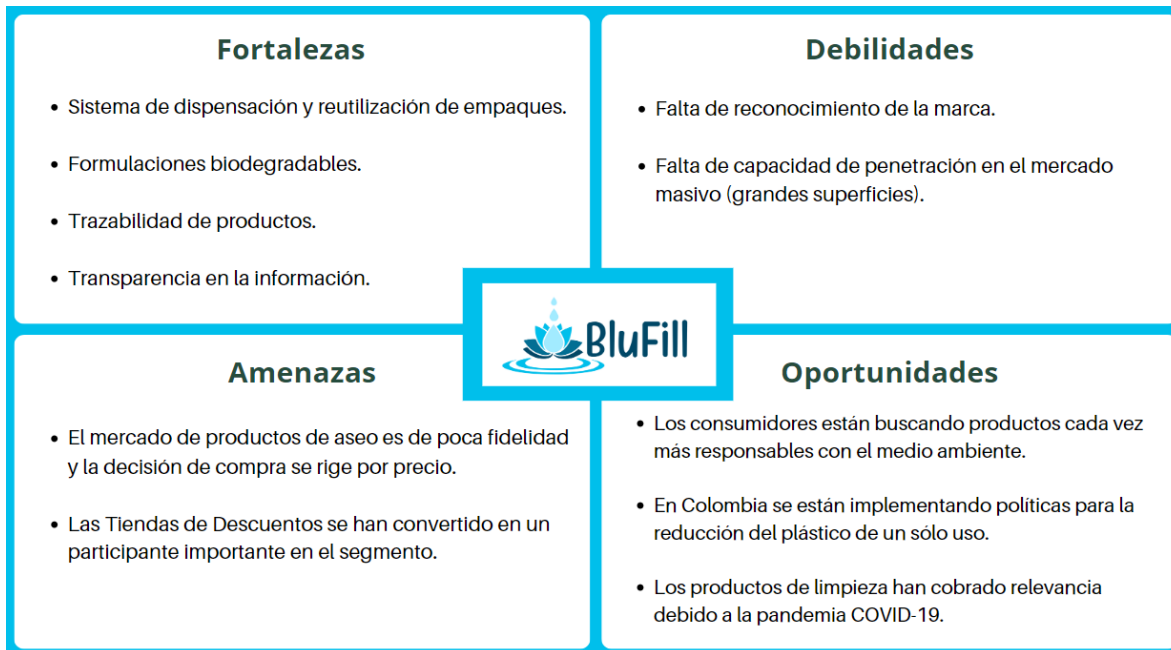 Fortalezas
• Sistema de dispensación y reutilización de empaques.
• Formulaciones biodegradables.
• Trazabilidad de productos.
• Transparencia en la información.
Debilidades
• Falta de reconocimiento de la marca.
• Falta de capacidad de penetración en el mercado
masivo (grandes superficies).
BluFill
Amenazas
• El mercado de productos de aseo es de poca fidelidad
y la decisión de compra se rige por precio.
• Las Tiendas de Descuentos se han convertido en un
participante importante en el segmento.
Oportunidades
• Los consumidores están buscando productos cada vez
más responsables con el medio ambiente.
• En Colombia se están implementando políticas para la
reducción del plástico de un sólo uso.
• Los productos de limpieza han cobrado relevancia
debido a la pandemia COVID-19.